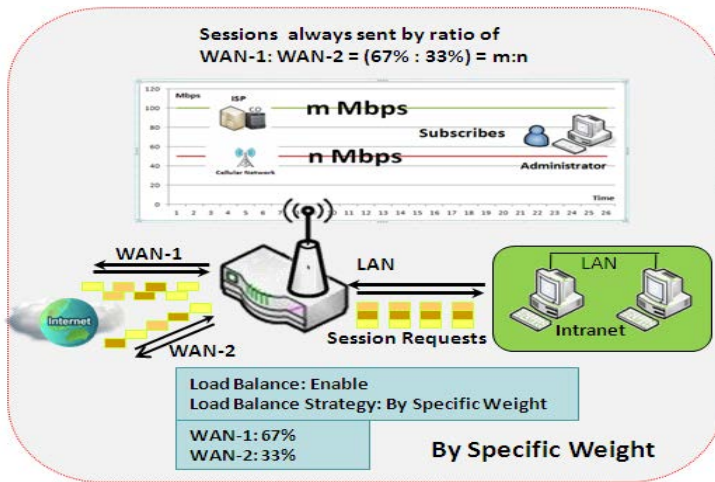 Sessions always sent by ratio of
WAN-1: WAN-2 = (67% : 33%) = m:n
Mbps
120
100
80
60
40
20
0
ISP
CO
m Mbps
Subscribes
n Mbps
Cellular Network
Administrator
Time
1 2 3 4 5 6 7 10 11 12 13 14 15 16 17 18 19 20 21 22 23 24 25 26
WAN-1
LAN
LAN
Internet
WAN-2
Session Requests
Intranet
Load Balance: Enable
Load Balance Strategy: By Specific Weight
WAN-1: 67%
WAN-2: 33%
By Specific Weight